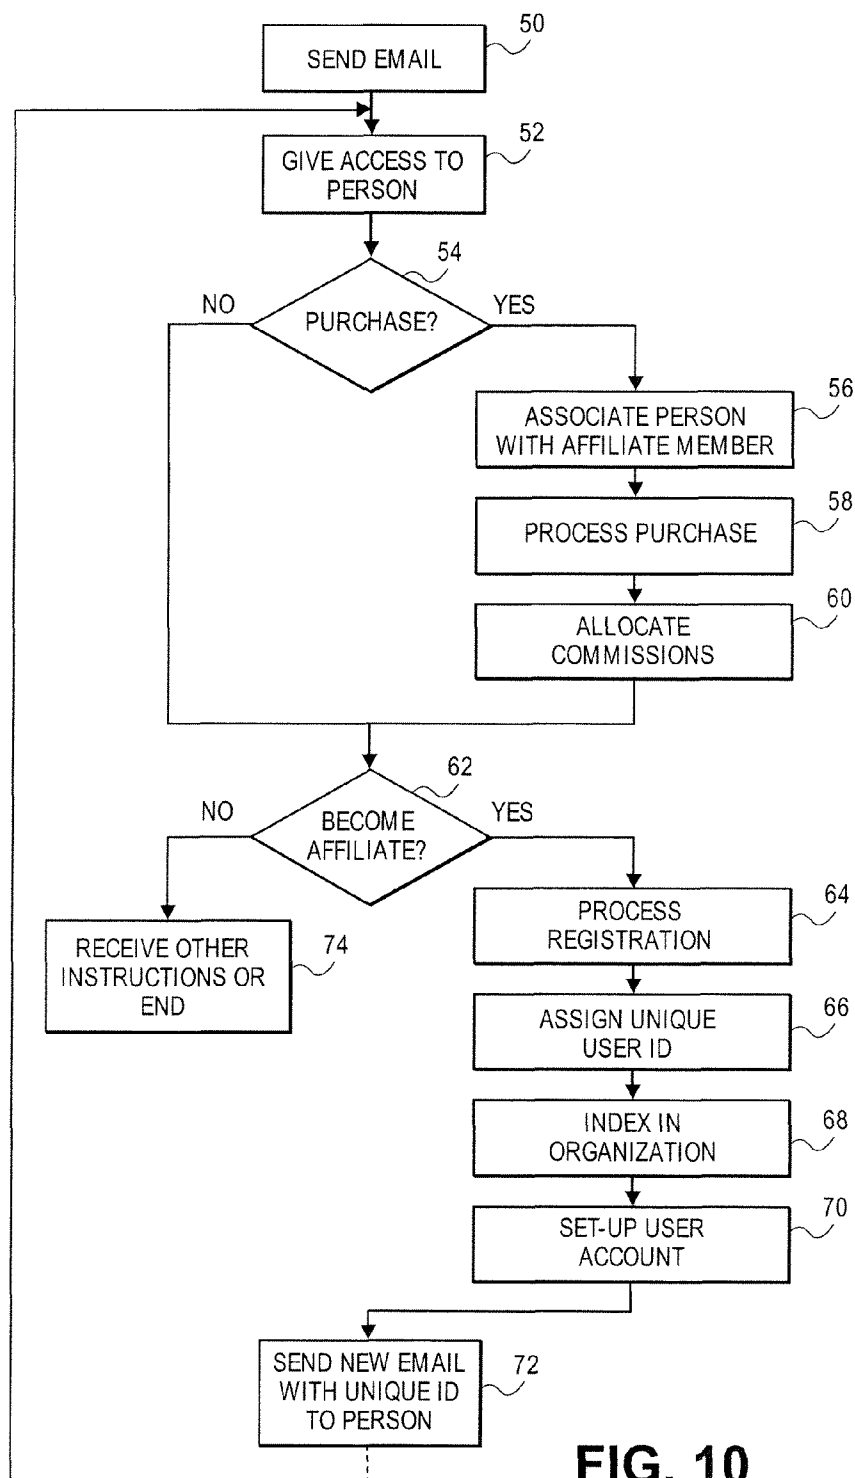 50
SEND EMAIL
52
GIVE ACCESS TO
PERSON
54
NO
PURCHASE?
YES
56
ASSOCIATE PERSON
WITH AFFILIATE MEMBER
58
PROCESS PURCHASE
60
ALLOCATE
COMMISSIONS
62
NO
BECOME
AFFILIATE?
YES
64
PROCESS
REGISTRATION
74
RECEIVE OTHER
INSTRUCTIONS OR
END
66
ASSIGN UNIQUE
USER ID
68
INDEX IN
ORGANIZATION
70
SET-UP USER
ACCOUNT
72
SEND NEW EMAIL
WITH UNIQUE ID
TO PERSON
FIG. 10